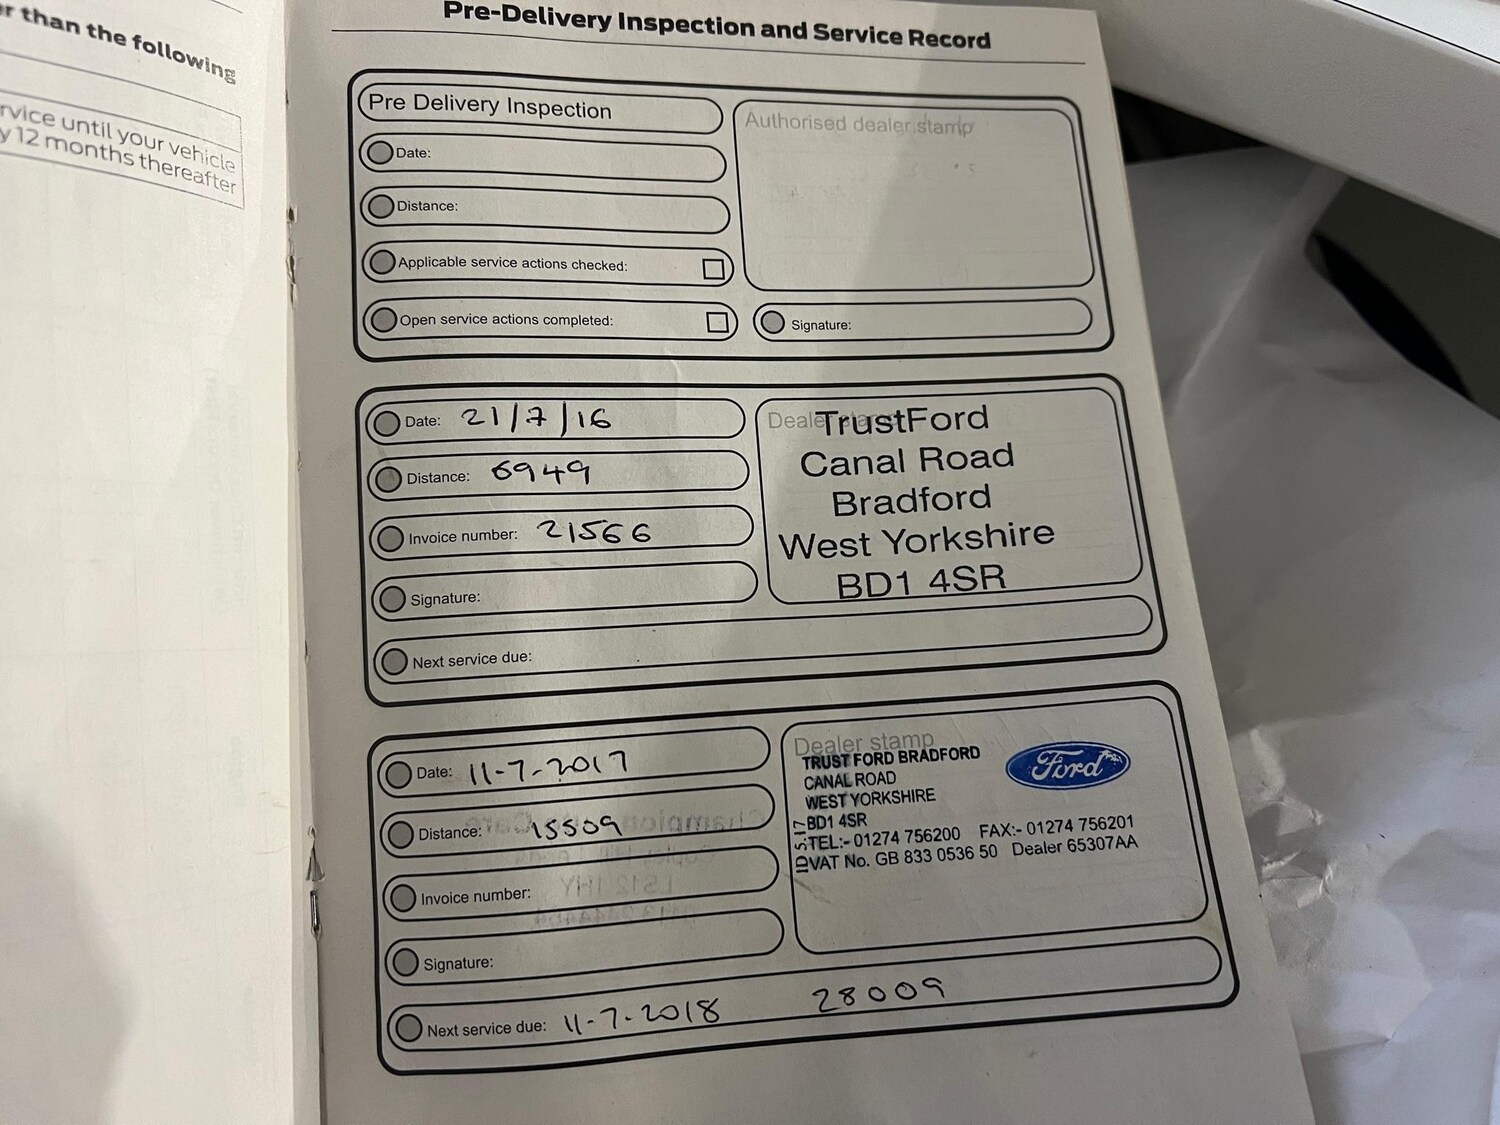 r than the following
rvice until your vehicle
y 12 months thereafter
Pre-Delivery Inspection and Service Record
Pre Delivery Inspection
Date:
Distance:
Applicable service actions checked:
Open service actions completed:
Authorised dealer stamp
Signature:
Date: 21/7/16
Distance: 6949
Invoice number: 21566
Signature:
Next service due:
TrustFord
Canal Road
Bradford
West Yorkshire
BD1 4SR
Date: 11-7-2017
Distance: 15509
Invoice number:
Signature:
Next service due: 11-7-2018 28009
Dealer stamp
TRUST FORD BRADFORD
CANAL ROAD
WEST YORKSHIRE
BD1 4SR
TEL:- 01274 756200 FAX:- 01274 756201
VAT No. GB 833 0536 50 Dealer 65307AA
Ford